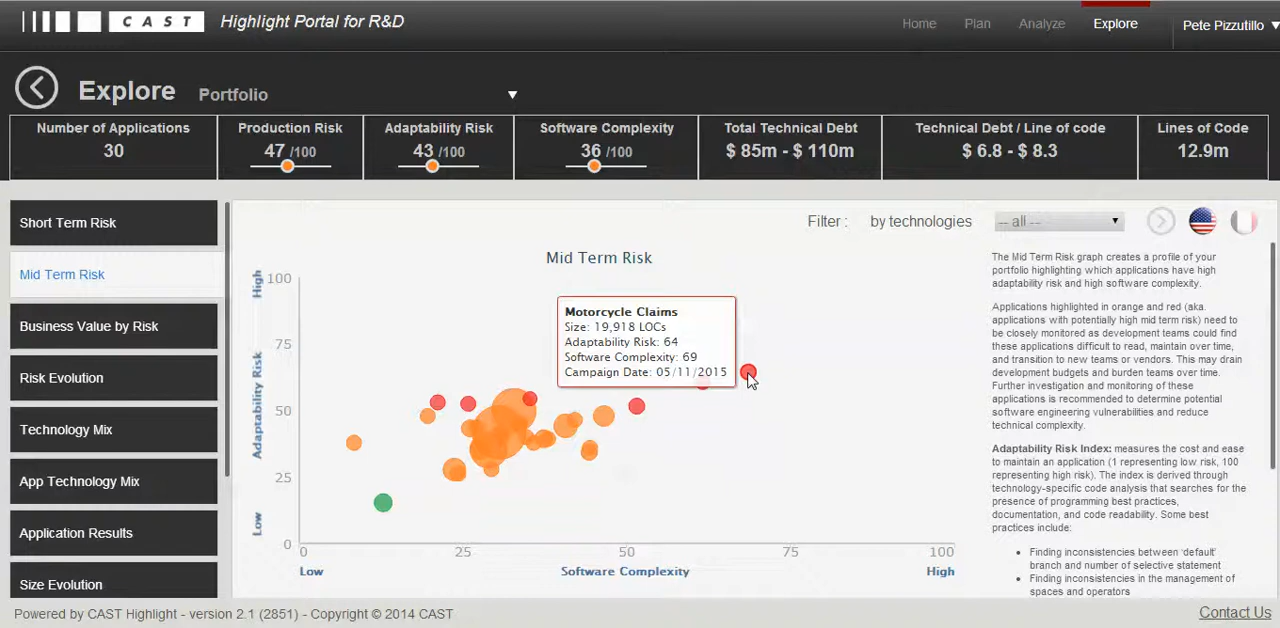 CAST Highlight Portal for R&D
Home Plan Analyze Explore Pete Pizzutillo
Explore Portfolio
Number of Applications
30
Production Risk
47 /100
Adaptability Risk
43 /100
Software Complexity
36 /100
Total Technical Debt
$ 85m - $ 110m
Technical Debt / Line of code
$ 6.8 - $ 8.3
Lines of Code
12.9m
Short Term Risk
Mid Term Risk
Business Value by Risk
Risk Evolution
Technology Mix
App Technology Mix
Application Results
Size Evolution
Filter : by technologies -- all --
Mid Term Risk
High
Adaptability Risk
Low
100
75
50
25
0
Motorcycle Claims
Size: 19,918 LOCs
Adaptability Risk: 64
Software Complexity: 69
Campaign Date: 05/11/2015
0 25 50 75 100
Low Software Complexity High
The Mid Term Risk graph creates a profile of your
portfolio highlighting which applications have high
adaptability risk and high software complexity.
Applications highlighted in orange and red (aka.
applications with potentially high mid term risk) need to
be closely monitored as development teams could find
these applications difficult to read, maintain over time,
and transition to new teams or vendors. This may drain
development budgets and burden teams over time.
Further investigation and monitoring of these
applications is recommended to determine potential
software engineering vulnerabilities and reduce
technical complexity.
Adaptability Risk Index: measures the cost and ease
to maintain an application (1 representing low risk, 100
representing high risk). The index is derived through
technology-specific code analysis that searches for the
presence of programming best practices,
documentation, and code readability. Some best
practices include:
• Finding inconsistencies between 'default'
branch and number of selective statement
• Finding inconsistencies in the management of
spaces and operators
Powered by CAST Highlight - version 2.1 (2851) - Copyright © 2014 CAST
Contact Us